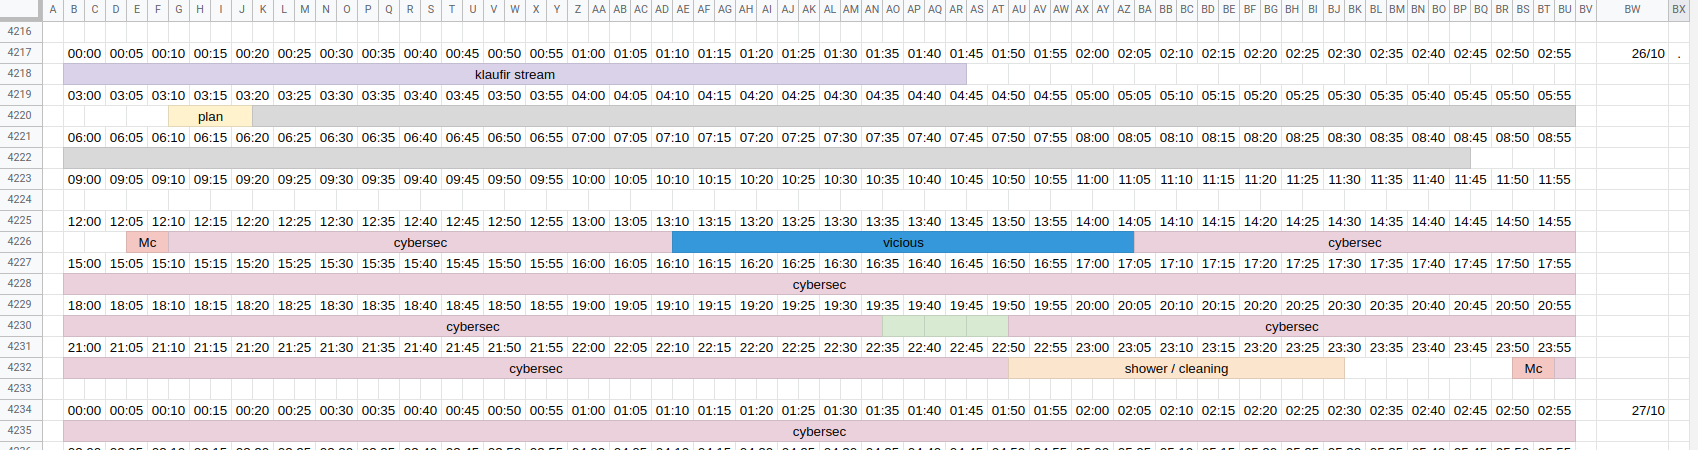 A B C D E F G H I J K L M N O P Q R S T U V W X Y Z AA AB AC AD AE AF AG AH AI AJ AK AL AM AN AO AP AQ AR AS AT AU AV AW AX AY AZ BA BB BC BD BE BF BG BH BI BJ BK BL BM BN BO BP BQ BR BS BT BU BV BW BX
4216
4217 00:00 00:05 00:10 00:15 00:20 00:25 00:30 00:35 00:40 00:45 00:50 00:55 01:00 01:05 01:10 01:15 01:20 01:25 01:30 01:35 01:40 01:45 01:50 01:55 02:00 02:05 02:10 02:15 02:20 02:25 02:30 02:35 02:40 02:45 02:50 02:55 26/10 .
4218 klaufir stream
4219 03:00 03:05 03:10 03:15 03:20 03:25 03:30 03:35 03:40 03:45 03:50 03:55 04:00 04:05 04:10 04:15 04:20 04:25 04:30 04:35 04:40 04:45 04:50 04:55 05:00 05:05 05:10 05:15 05:20 05:25 05:30 05:35 05:40 05:45 05:50 05:55
4220 plan
4221 06:00 06:05 06:10 06:15 06:20 06:25 06:30 06:35 06:40 06:45 06:50 06:55 07:00 07:05 07:10 07:15 07:20 07:25 07:30 07:35 07:40 07:45 07:50 07:55 08:00 08:05 08:10 08:15 08:20 08:25 08:30 08:35 08:40 08:45 08:50 08:55
4222
4223 09:00 09:05 09:10 09:15 09:20 09:25 09:30 09:35 09:40 09:45 09:50 09:55 10:00 10:05 10:10 10:15 10:20 10:25 10:30 10:35 10:40 10:45 10:50 10:55 11:00 11:05 11:10 11:15 11:20 11:25 11:30 11:35 11:40 11:45 11:50 11:55
4224
4225 12:00 12:05 12:10 12:15 12:20 12:25 12:30 12:35 12:40 12:45 12:50 12:55 13:00 13:05 13:10 13:15 13:20 13:25 13:30 13:35 13:40 13:45 13:50 13:55 14:00 14:05 14:10 14:15 14:20 14:25 14:30 14:35 14:40 14:45 14:50 14:55
4226 Mc cybersec vicious cybersec
4227 15:00 15:05 15:10 15:15 15:20 15:25 15:30 15:35 15:40 15:45 15:50 15:55 16:00 16:05 16:10 16:15 16:20 16:25 16:30 16:35 16:40 16:45 16:50 16:55 17:00 17:05 17:10 17:15 17:20 17:25 17:30 17:35 17:40 17:45 17:50 17:55
4228 cybersec
4229 18:00 18:05 18:10 18:15 18:20 18:25 18:30 18:35 18:40 18:45 18:50 18:55 19:00 19:05 19:10 19:15 19:20 19:25 19:30 19:35 19:40 19:45 19:50 19:55 20:00 20:05 20:10 20:15 20:20 20:25 20:30 20:35 20:40 20:45 20:50 20:55
4230 cybersec cybersec
4231 21:00 21:05 21:10 21:15 21:20 21:25 21:30 21:35 21:40 21:45 21:50 21:55 22:00 22:05 22:10 22:15 22:20 22:25 22:30 22:35 22:40 22:45 22:50 22:55 23:00 23:05 23:10 23:15 23:20 23:25 23:30 23:35 23:40 23:45 23:50 23:55
4232 cybersec shower / cleaning Mc
4233
4234 00:00 00:05 00:10 00:15 00:20 00:25 00:30 00:35 00:40 00:45 00:50 00:55 01:00 01:05 01:10 01:15 01:20 01:25 01:30 01:35 01:40 01:45 01:50 01:55 02:00 02:05 02:10 02:15 02:20 02:25 02:30 02:35 02:40 02:45 02:50 02:55 27/10
4235 cybersec